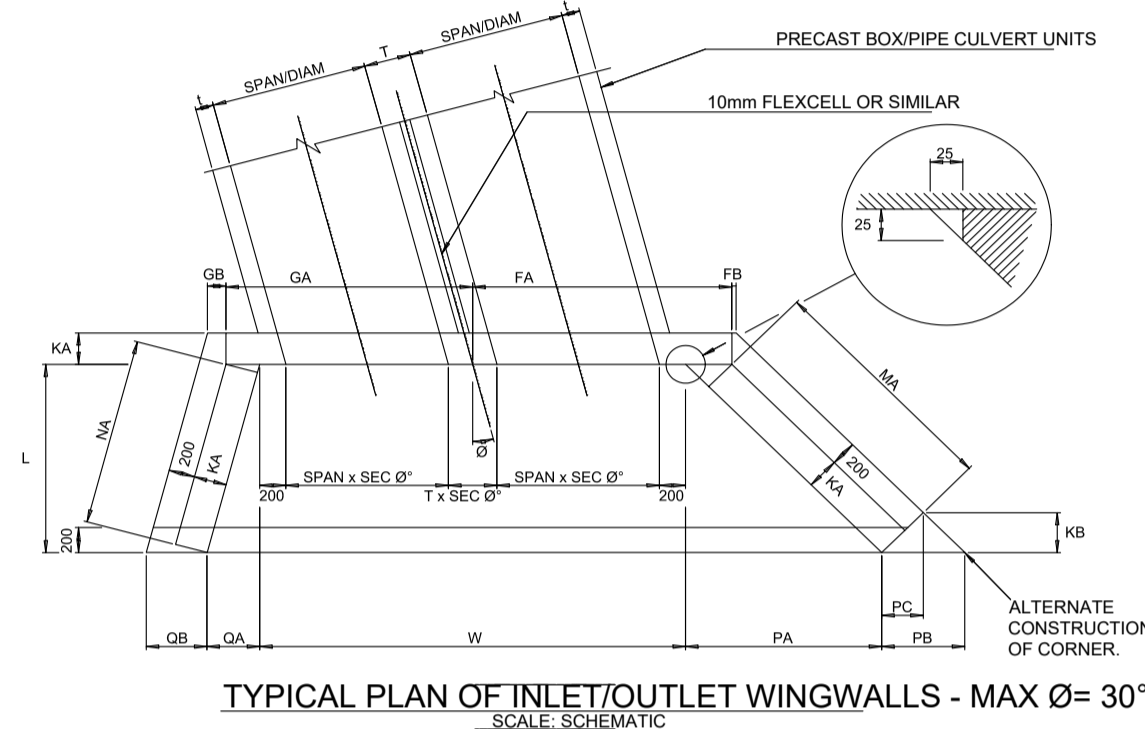 t
SPAN/DIAM
T
SPAN/DIAM
t
PRECAST BOX/PIPE CULVERT UNITS
10mm FLEXCELL OR SIMILAR
25
25
GB
GA
FA
FB
KA
MA
NA
L
200
KA
Ø
200
KA
SPAN x SEC Ø°
SPAN x SEC Ø°
200
T x SEC Ø°
200
200
KB
PC
ALTERNATE
CONSTRUCTION
OF CORNER.
QB
QA
W
PA
PB
TYPICAL PLAN OF INLET/OUTLET WINGWALLS - MAX Ø= 30°
SCALE: SCHEMATIC